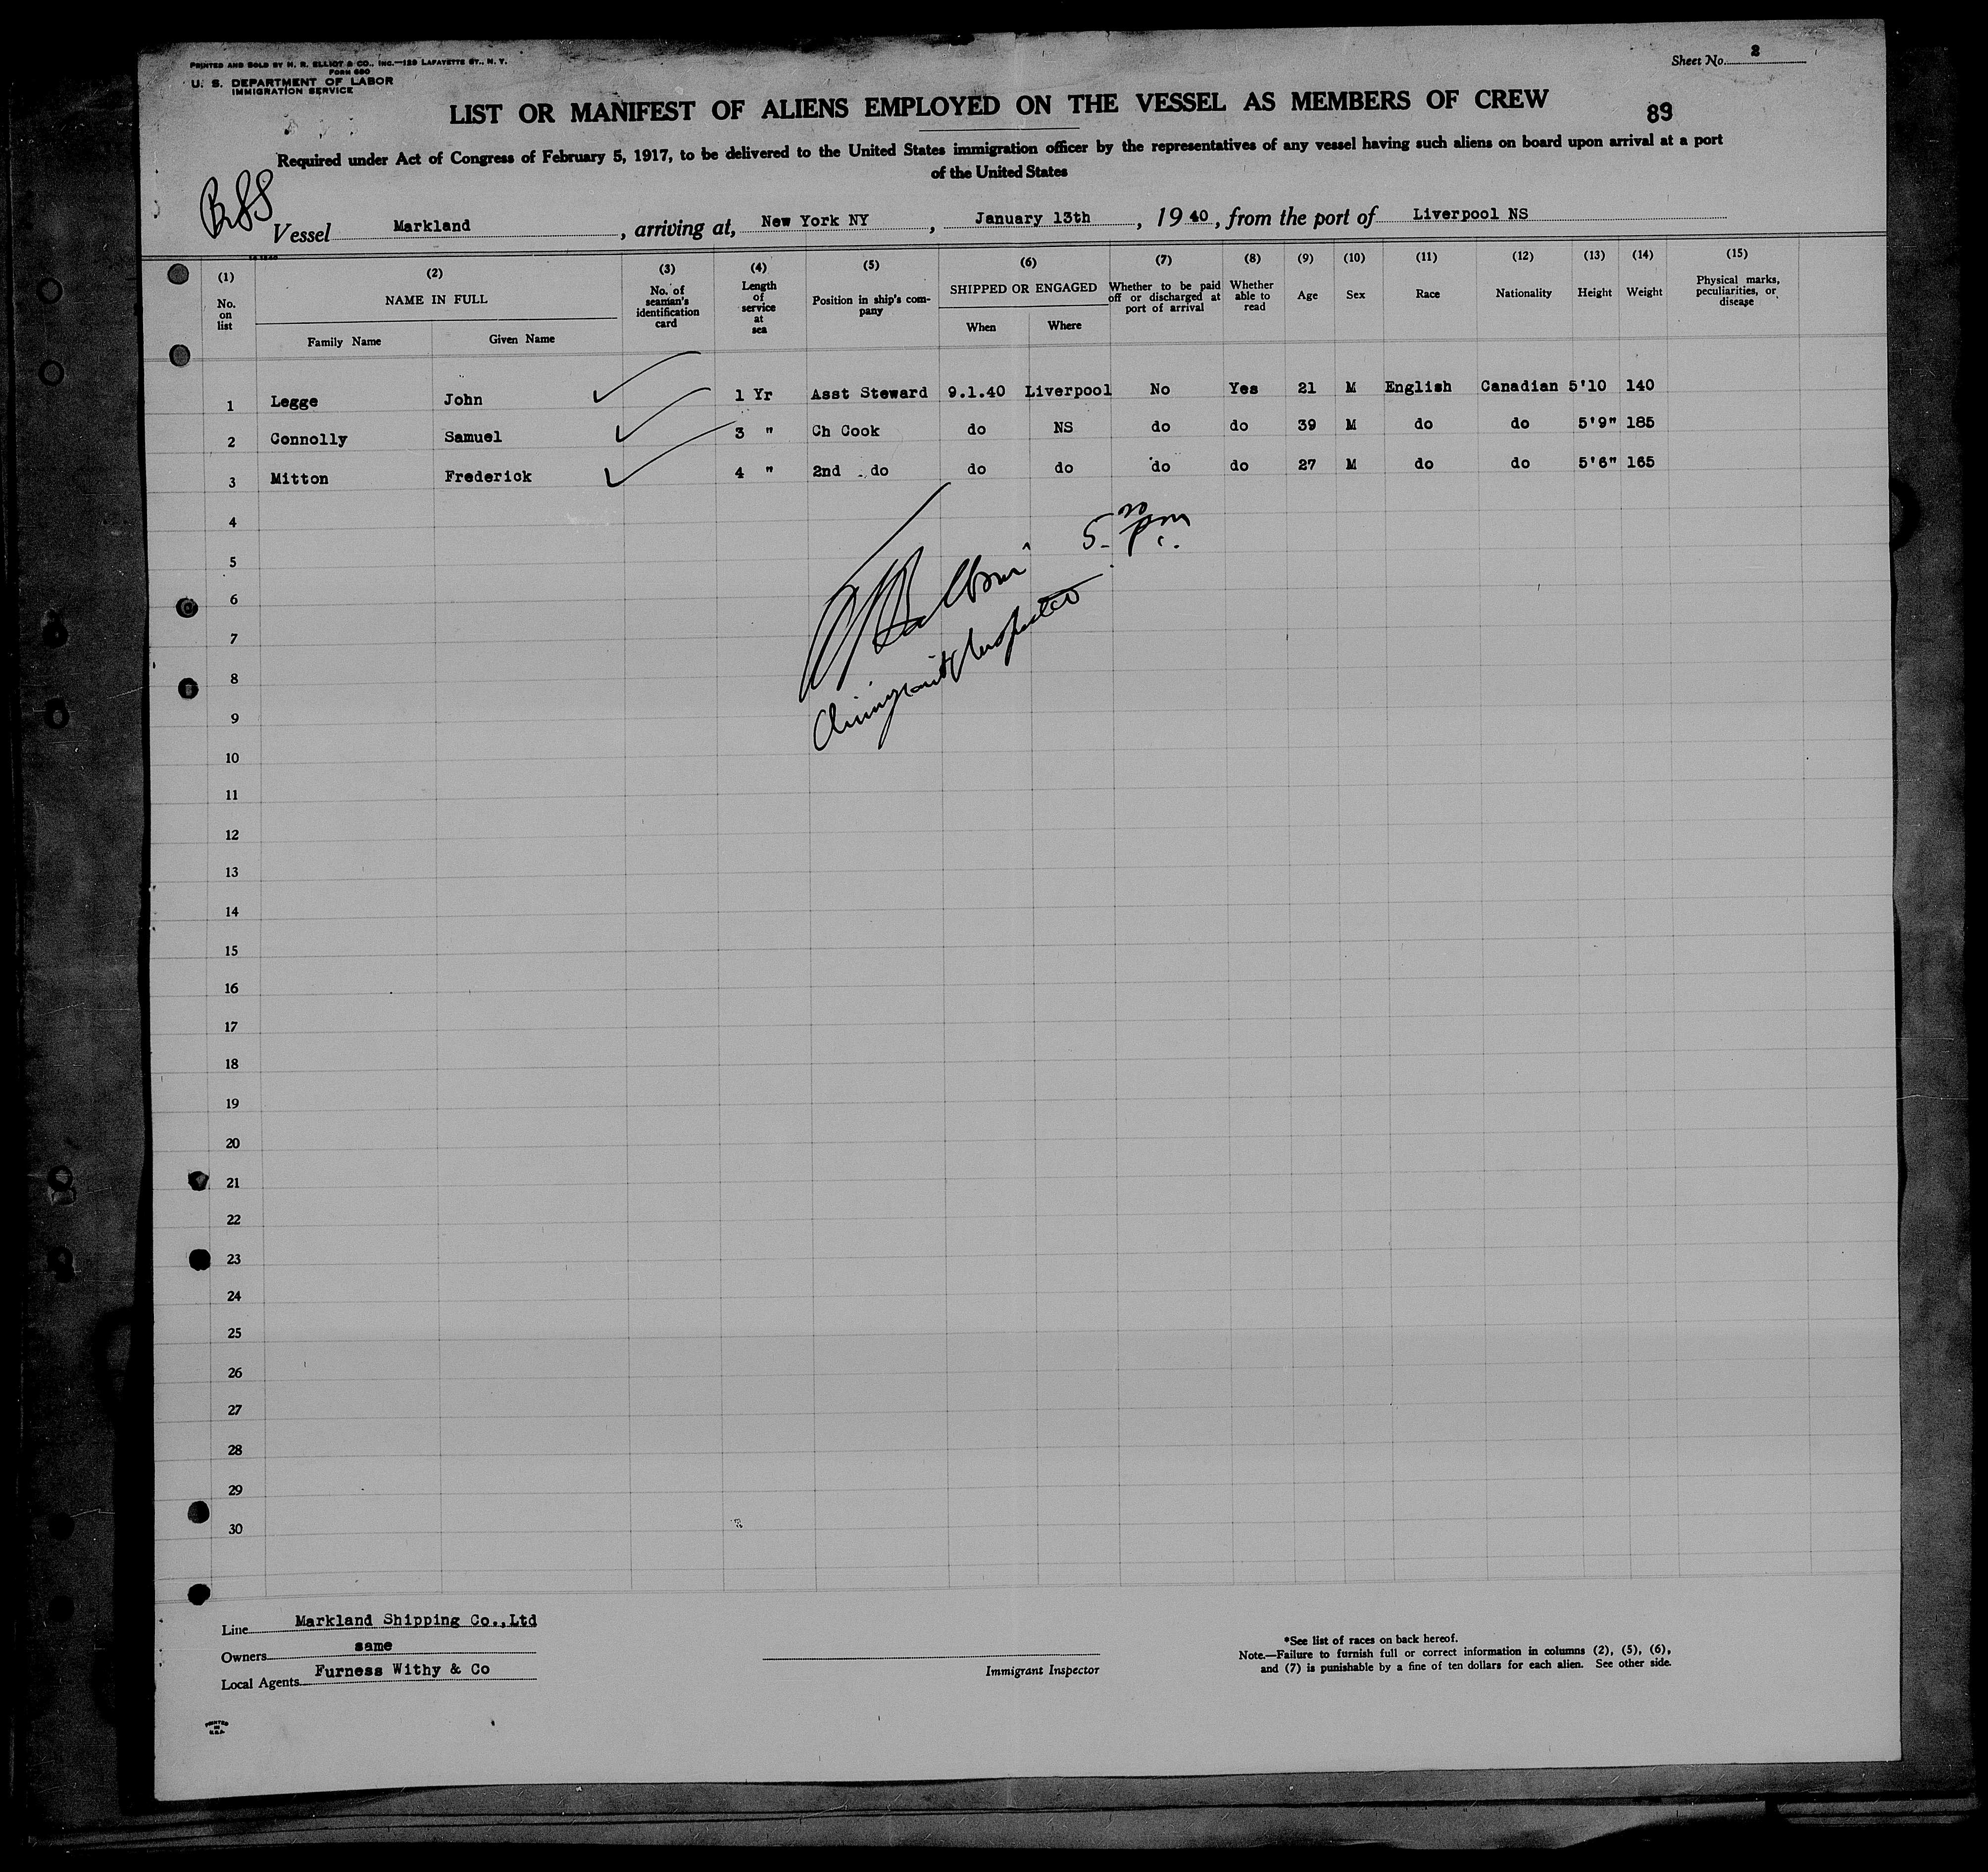 PRINTED AND SOLD BY N. R. ELLIOT & CO., INC.—129 LAFAYETTE ST., N. Y.
FORM 680
U. S. DEPARTMENT OF LABOR
IMMIGRATION SERVICE
Sheet No. 2
LIST OR MANIFEST OF ALIENS EMPLOYED ON THE VESSEL AS MEMBERS OF CREW
89
Required under Act of Congress of February 5, 1917, to be delivered to the United States immigration officer by the representatives of any vessel having such aliens on board upon arrival at a port
of the United States
Vessel Markland, arriving at, New York NY, January 13th, 1940, from the port of Liverpool NS
(1) No. on list
(2) NAME IN FULL
Family Name Given Name
(3) No. of seaman's identification card
(4) Length of service at sea
(5) Position in ship's company
(6) SHIPPED OR ENGAGED
When Where
(7) Whether to be paid off or discharged at port of arrival
(8) Whether able to read
(9) Age
(10) Sex
(11) Race
(12) Nationality
(13) Height
(14) Weight
(15) Physical marks, peculiarities, or disease
1 Legge John 1 Yr Asst Steward 9.1.40 Liverpool No Yes 21 M English Canadian 5'10 140
2 Connolly Samuel 3 " Ch Cook do NS do do 39 M do do 5'9" 185
3 Mitton Frederick 4 " 2nd do do do do do 27 M do do 5'6" 165
4
5
6
7
8
9
10
11
12
13
14
15
16
17
18
19
20
21
22
23
24
25
26
27
28
29
30
Line Markland Shipping Co.,Ltd
Owners same
Local Agents Furness Withy & Co
Immigrant Inspector
*See list of races on back hereof.
Note.—Failure to furnish full or correct information in columns (2), (5), (6),
and (7) is punishable by a fine of ten dollars for each alien. See other side.
PRINTED
IN
U.S.A.